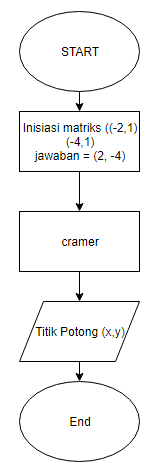 START
Inisiasi matriks ((-2,1)
(-4,1)
jawaban = (2, -4)
cramer
Titik Potong (x,y)
End